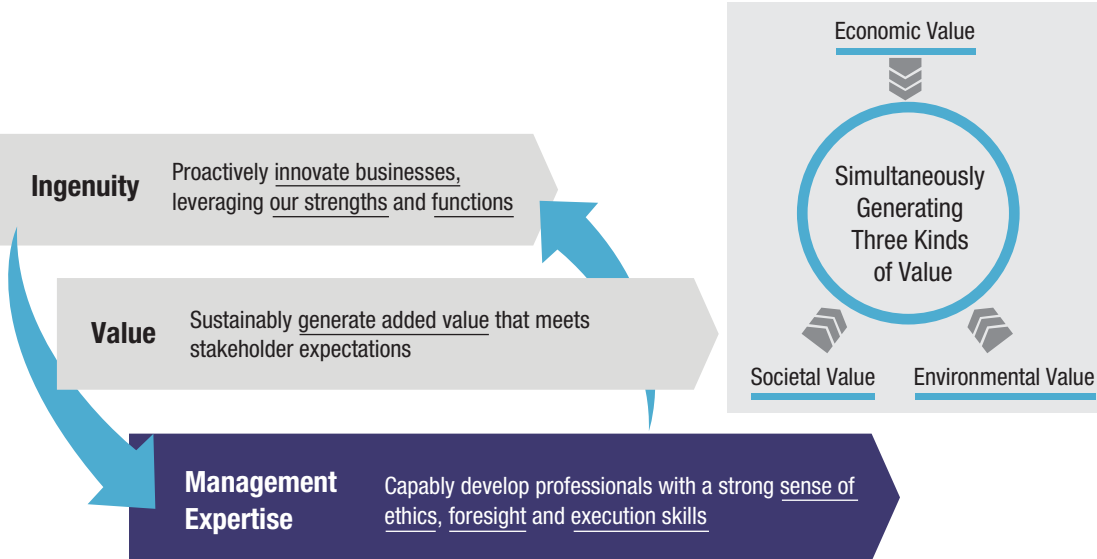 Ingenuity
Proactively innovate businesses,
leveraging our strengths and functions
Value
Sustainably generate added value that meets
stakeholder expectations
Management
Expertise
Capably develop professionals with a strong sense of
ethics, foresight and execution skills
Economic Value
Simultaneously
Generating
Three Kinds
of Value
Societal Value
Environmental Value